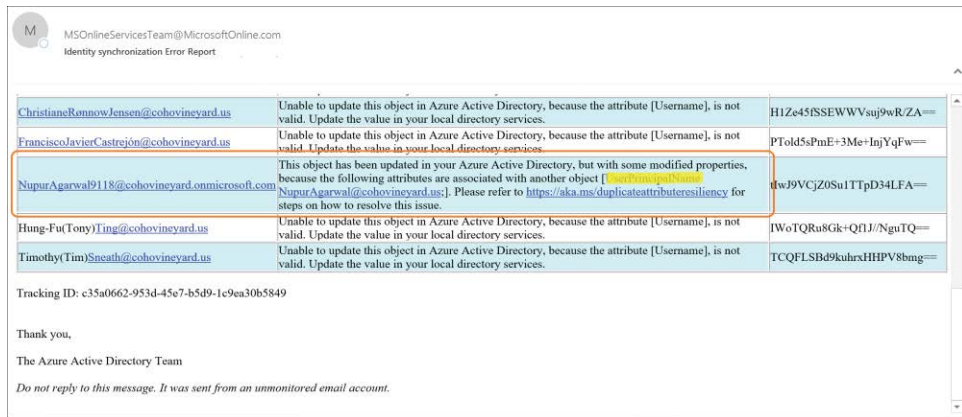 M
MSOnlineServicesTeam@MicrosoftOnline.com
Identity synchronization Error Report
ChristianeRønnowJensen@cohovineyard.us
Unable to update this object in Azure Active Directory, because the attribute [Username], is not
valid. Update the value in your local directory services.
H1Ze45fSSEWWVsuj9wR/ZA==
FranciscoJavierCastrejón@cohovineyard.us
Unable to update this object in Azure Active Directory, because the attribute [Username], is not
valid. Update the value in your local directory services.
PTold5sPmE+3Me+InjYqFw==
NupurAgarwal9118@cohovineyard.onmicrosoft.com
This object has been updated in your Azure Active Directory, but with some modified properties,
because the following attributes are associated with another object [UserPrincipalName
NupurAgarwal@cohovineyard.us;]. Please refer to https://aka.ms/duplicateattributeresiliency for
steps on how to resolve this issue.
tIwJ9VCjZ0Su1TTpD34LFA==
Hung-Fu(Tony)Ting@cohovineyard.us
Unable to update this object in Azure Active Directory, because the attribute [Username], is not
valid. Update the value in your local directory services.
IWoTQRu8Gk+Qf1J//NguTQ==
Timothy(Tim)Sneath@cohovineyard.us
Unable to update this object in Azure Active Directory, because the attribute [Username], is not
valid. Update the value in your local directory services.
TCQFLSBd9kuhrxHHPV8bmg==
Tracking ID: c35a0662-953d-45e7-b5d9-1c9ea30b5849
Thank you,
The Azure Active Directory Team
Do not reply to this message. It was sent from an unmonitored email account.